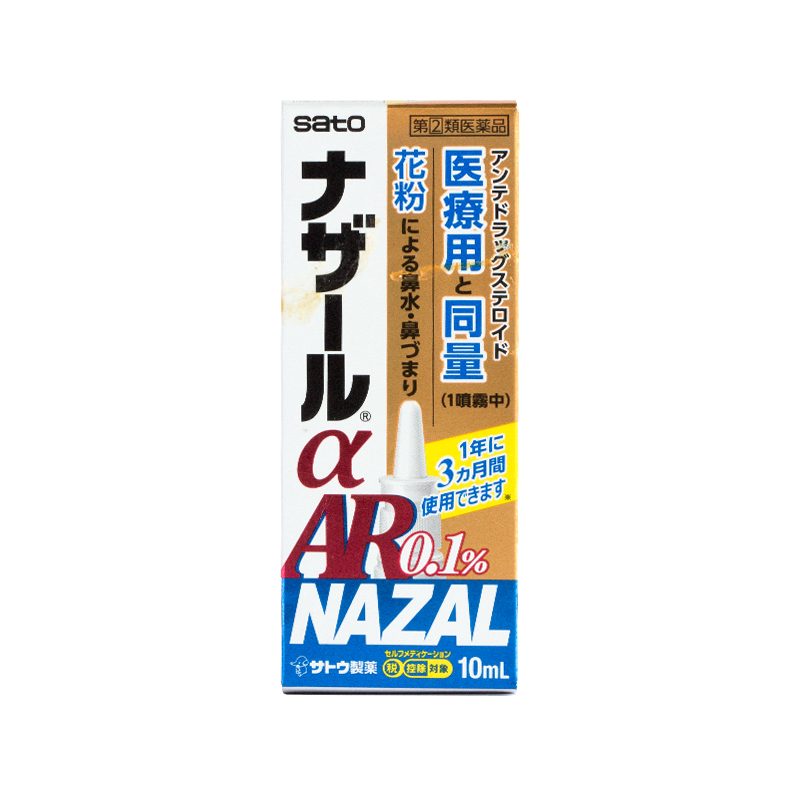 sato
指②類医薬品
アンテドラッグステロイド
医療用と同量
(1噴霧中)
花粉による鼻水・鼻づまり
ナザール®
α
AR0.1%
1年に
3ヵ月間
使用できます※
NAZAL
サトウ製薬
セルフメディケーション
税 控除 対象
10mL